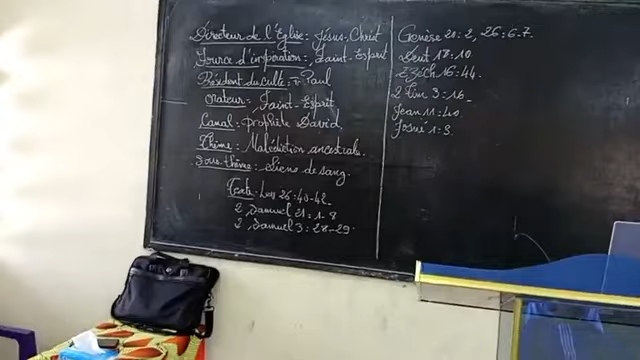 Directeur de l'Eglise: Jésus-Christ
Source d'inspiration: Saint-Esprit
Président du culte: Paul
Orateur: Saint-Esprit
Canal: prophète David
Thème: Malédiction ancestrale.
Sous-thème: Liens de sang.
Texte: Lev 26:40-42
2 Samuel 21:1-8
2 Samuel 3:28-29
Genèse 20:2, 26:6-7
Deut 18:10
Ezéch 16:44
2 Tim 3:16
Jean 11:40
Josué 1:8